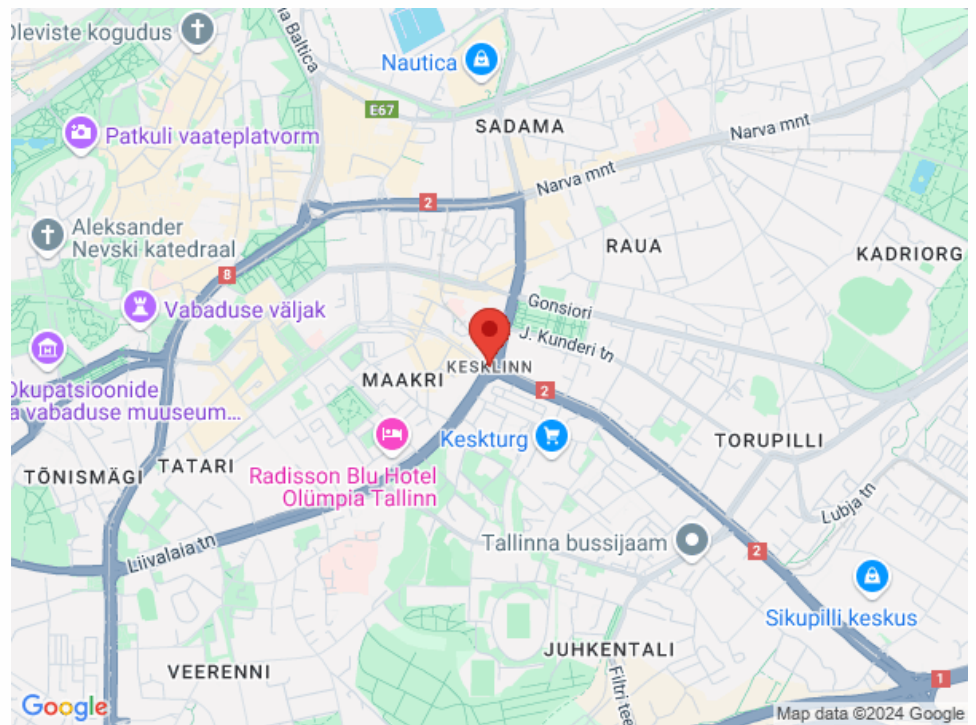 Oleviste kogudus
Baltica
Nautica
E67
SADAMA
Narva mnt
Patkuli vaateplatvorm
Narva mnt
2
Aleksander
Nevski katedraal
RAUA
KADRIORG
8
Vabaduse väljak
Gonsiori
J. Kunderi tn
KESKLINN
MAAKRI
2
Okupatsioonide
a vabaduse muuseum...
Keskturg
TORUPILLI
TÕNISMÄGI
TATARI
Radisson Blu Hotel
Olümpia Tallinn
Lubja tn
Liivalaia tn
Tallinna bussijaam
2
Sikupilli keskus
JUHKENTALI
VEERENNI
Filtri tee
1
Google
Map data ©2024 Google